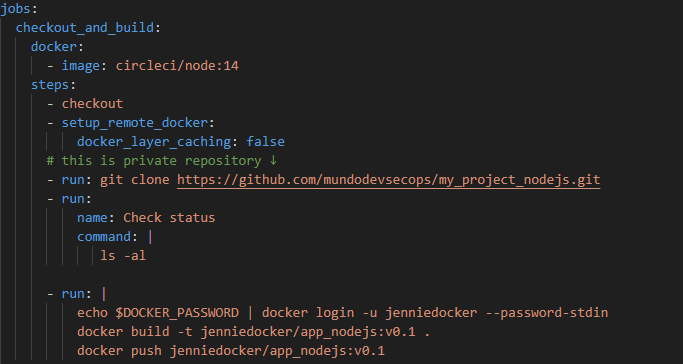 jobs:
  checkout_and_build:
    docker:
      - image: circleci/node:14
    steps:
      - checkout
      - setup_remote_docker:
          docker_layer_caching: false
      # this is private repository ↓
      - run: git clone https://github.com/mundodevsecops/my_project_nodejs.git
      - run:
          name: Check status
          command: |
             ls -al
      - run: |
          echo $DOCKER_PASSWORD | docker login -u jenniedocker --password-stdin
          docker build -t jenniedocker/app_nodejs:v0.1 .
          docker push jenniedocker/app_nodejs:v0.1